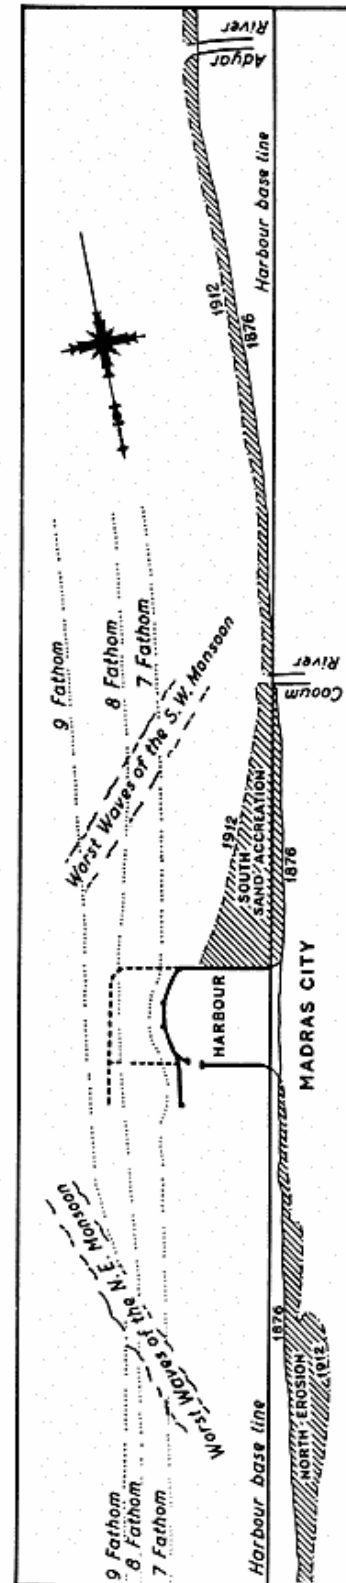 Adyar
River
Harbour base line
1912
1876
9 Fathom
8 Fathom
7 Fathom
Worst Waves of the S. W. Monsoon
Cooum
River
1912
SOUTH
SAND ACCREATION
1876
HARBOUR
MADRAS CITY
Worst Waves of the N.E. Monsoon
1876
NORTH EROSION
1912
9 Fathom
8 Fathom
7 Fathom
Harbour base line